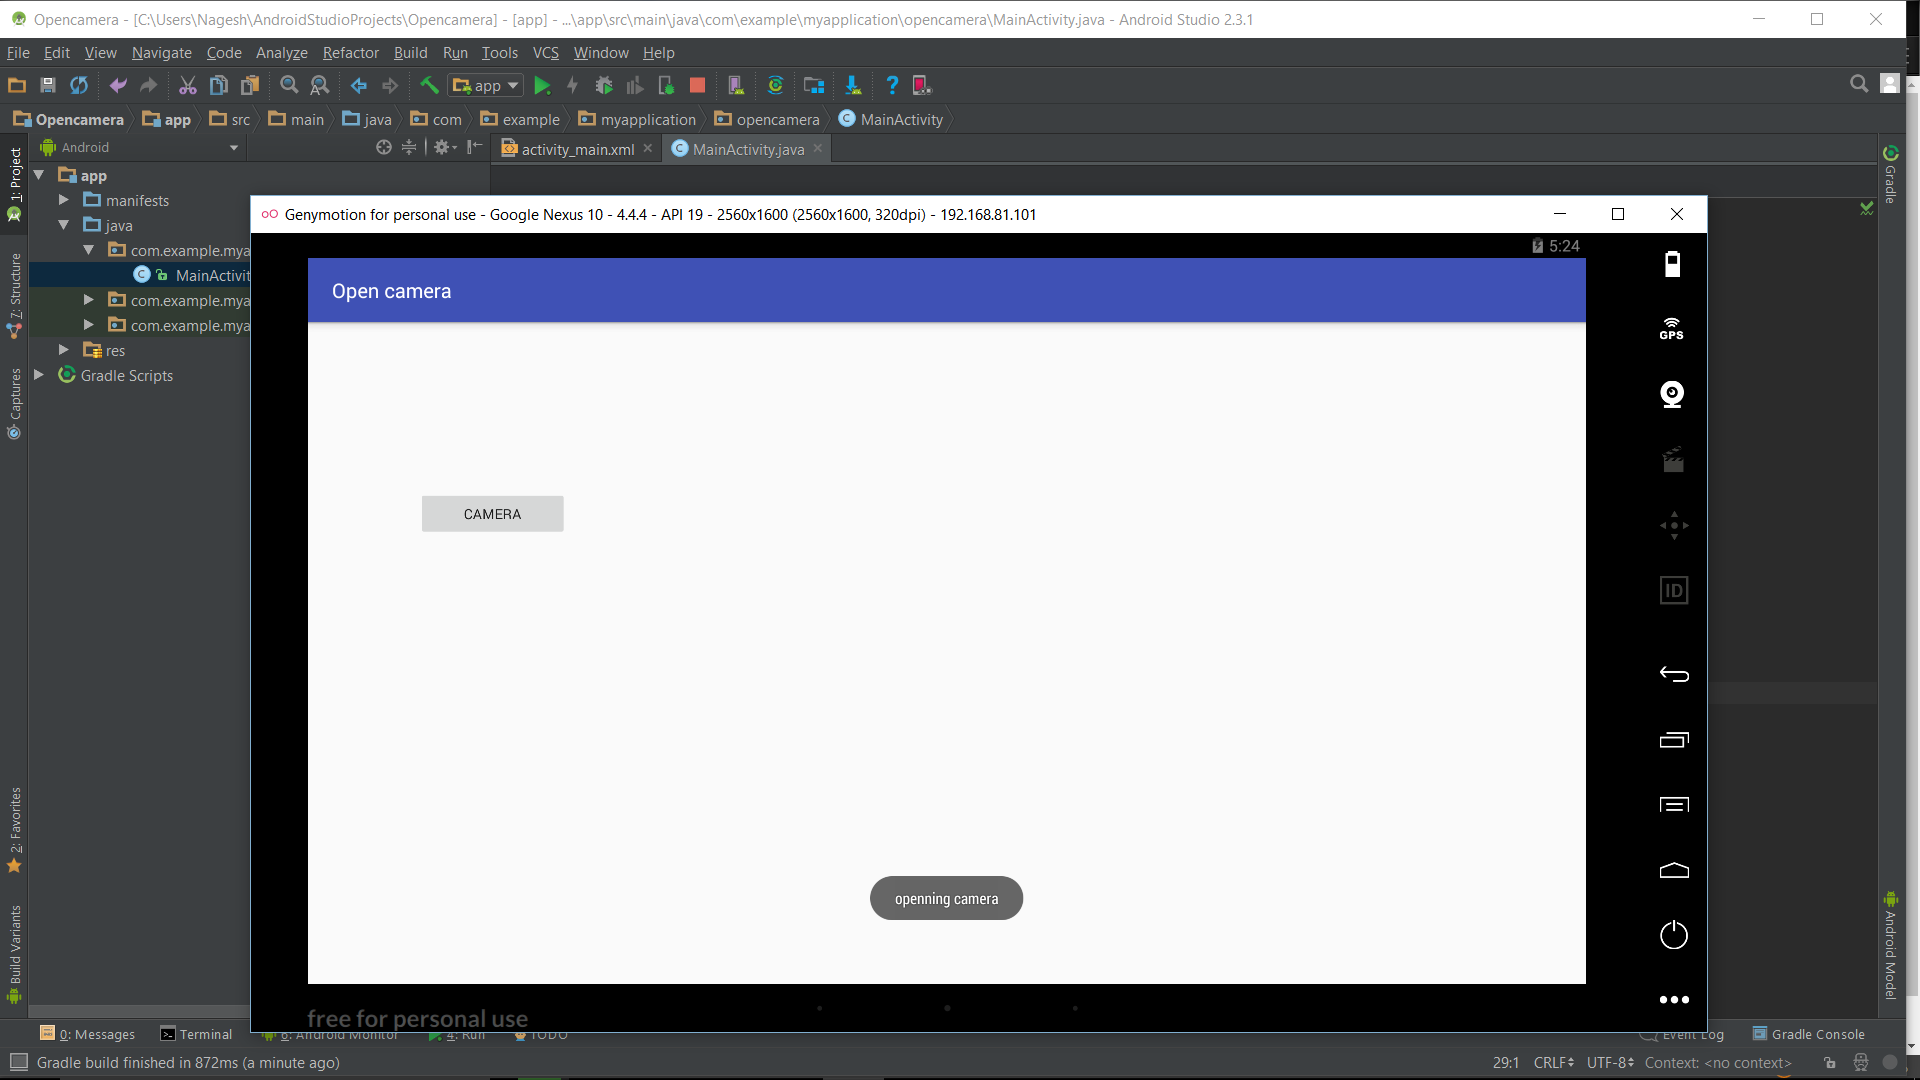 Opencamera - [C:\Users\Nagesh\AndroidStudioProjects\Opencamera] - [app] - ...\app\src\main\java\com\example\myapplication\opencamera\MainActivity.java - Android Studio 2.3.1
File Edit View Navigate Code Analyze Refactor Build Run Tools VCS Window Help
app
Opencamera app src main java com example myapplication opencamera MainActivity
1: Project
Android
activity_main.xml
MainActivity.java
Gradle
app
manifests
java
com.example.mya
MainActivit
com.example.mya
com.example.mya
res
Gradle Scripts
7: Structure
Captures
2: Favorites
Build Variants
Genymotion for personal use - Google Nexus 10 - 4.4.4 - API 19 - 2560x1600 (2560x1600, 320dpi) - 192.168.81.101
5:24
Open camera
GPS
CAMERA
ID
openning camera
free for personal use
Android Model
0: Messages Terminal 6: Android Monitor 4: Run TODO Event Log Gradle Console
Gradle build finished in 872ms (a minute ago)
29:1 CRLF UTF-8 Context: <no context>